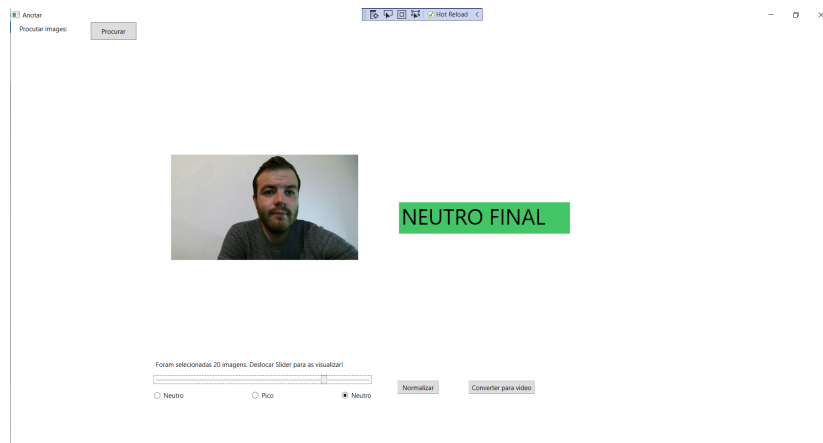 Anotar
Hot Reload
Procutar Images:
Procurar
NEUTRO FINAL
Foram selecionadas 20 imagens. Deslocar Slider para as visualizar!
Neutro
Pico
Neutro
Normalizar
Converter para video